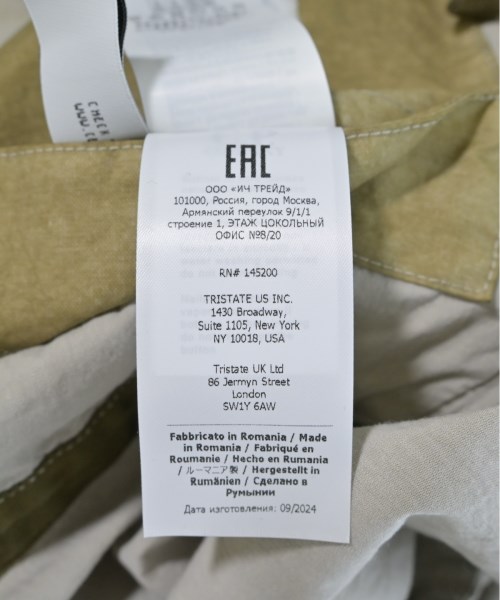 EAC
ООО «ИЧ ТРЕЙД»
101000, Россия, город Москва,
Армянский переулок 9/1/1
строение 1, ЭТАЖ ЦОКОЛЬНЫЙ
ОФИС №8/20
RN# 145200
TRISTATE US INC.
1430 Broadway,
Suite 1105, New York
NY 10018, USA
Tristate UK Ltd
86 Jermyn Street
London
SW1Y 6AW
Fabbricato in Romania / Made
in Romania / Fabriqué en
Roumanie / Hecho en Rumania
/ ルーマニア製 / Hergestellt in
Rumänien / Сделано в
Румынии
Дата изготовления: 09/2024